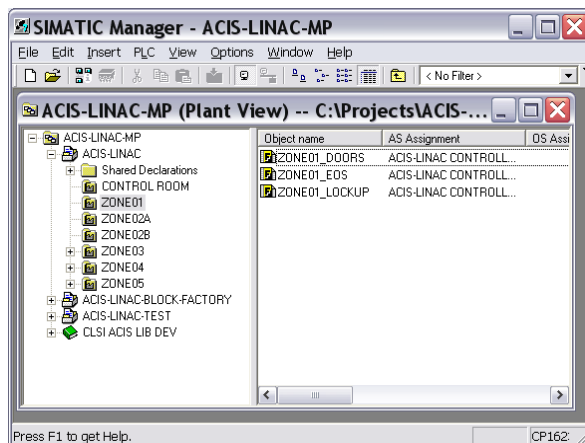 SIMATIC Manager - ACIS-LINAC-MP
File Edit Insert PLC View Options Window Help
< No Filter >
ACIS-LINAC-MP (Plant View) -- C:\Projects\ACIS-...
ACIS-LINAC-MP
ACIS-LINAC
Shared Declarations
CONTROL ROOM
ZONE01
ZONE02A
ZONE02B
ZONE03
ZONE04
ZONE05
ACIS-LINAC-BLOCK-FACTORY
ACIS-LINAC-TEST
CLSI ACIS LIB DEV
Object name AS Assignment OS Assi
ZONE01_DOORS ACIS-LINAC CONTROLL...
ZONE01_EOS ACIS-LINAC CONTROLL...
ZONE01_LOCKUP ACIS-LINAC CONTROLL...
Press F1 to get Help. CP162